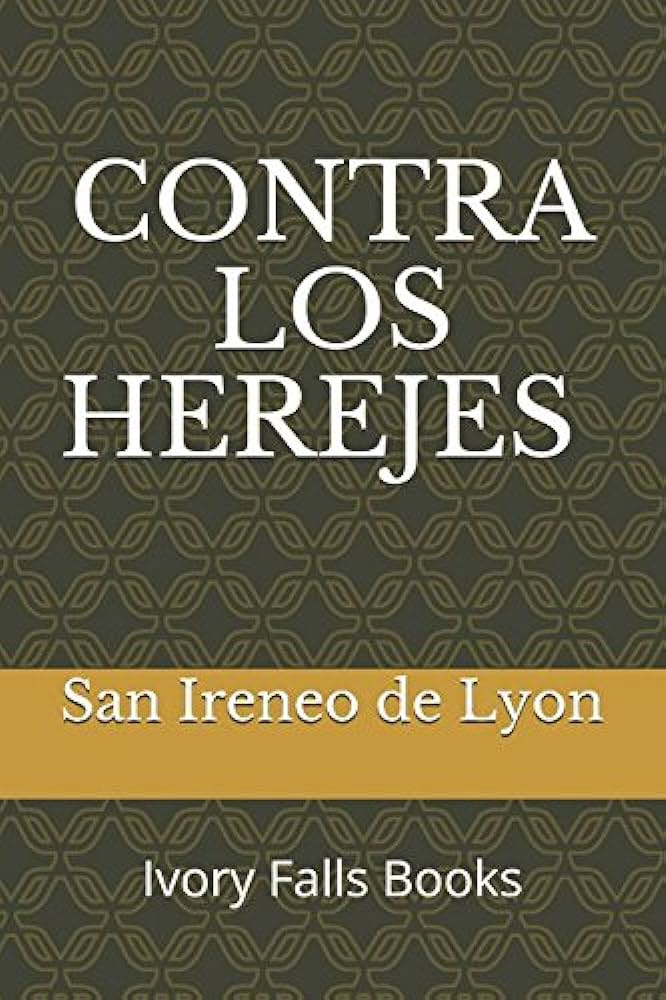 CONTRA
LOS
HEREJES
San Ireneo de Lyon
Ivory Falls Books